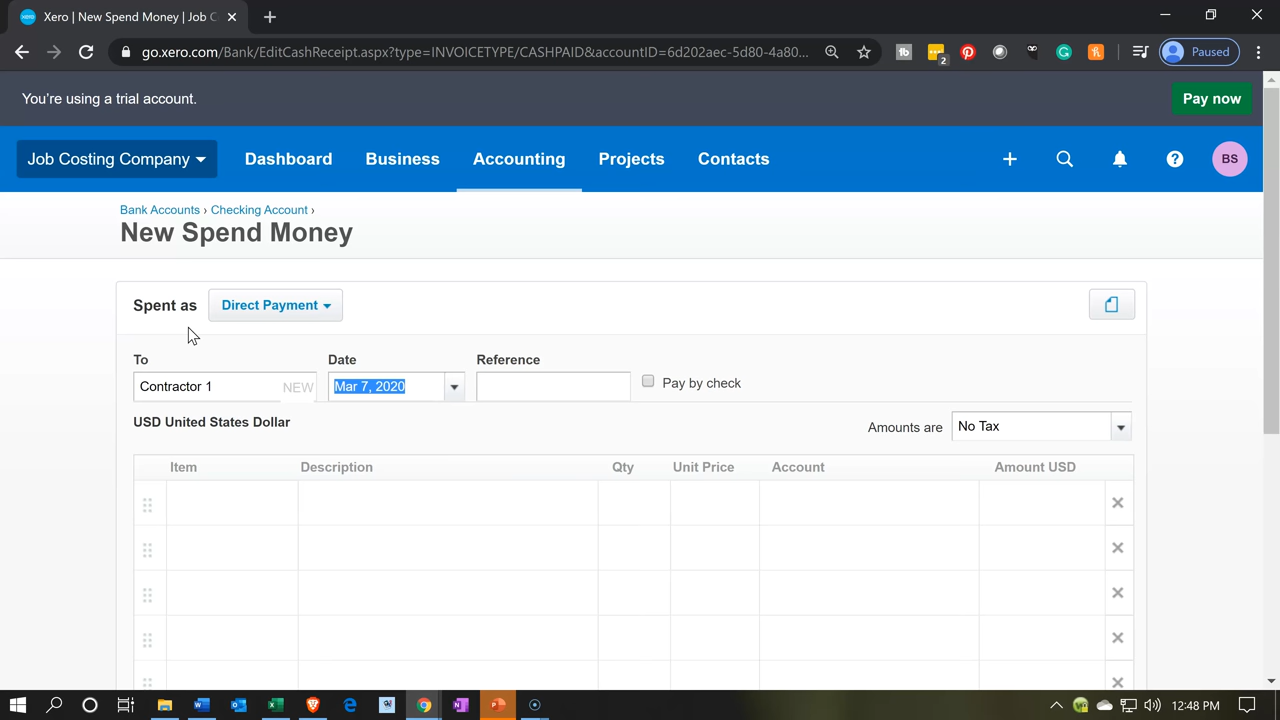 Xero | New Spend Money | Job C
go.xero.com/Bank/EditCashReceipt.aspx?type=INVOICETYPE/CASHPAID&accountID=6d202aec-5d80-4a80...
2
Paused
You're using a trial account.
Pay now
Job Costing Company
Dashboard
Business
Accounting
Projects
Contacts
BS
Bank Accounts › Checking Account ›
New Spend Money
Spent as
Direct Payment
To
Date
Reference
Contractor 1
NEW
Mar 7, 2020
Pay by check
USD United States Dollar
Amounts are
No Tax
Item
Description
Qty
Unit Price
Account
Amount USD
12:48 PM